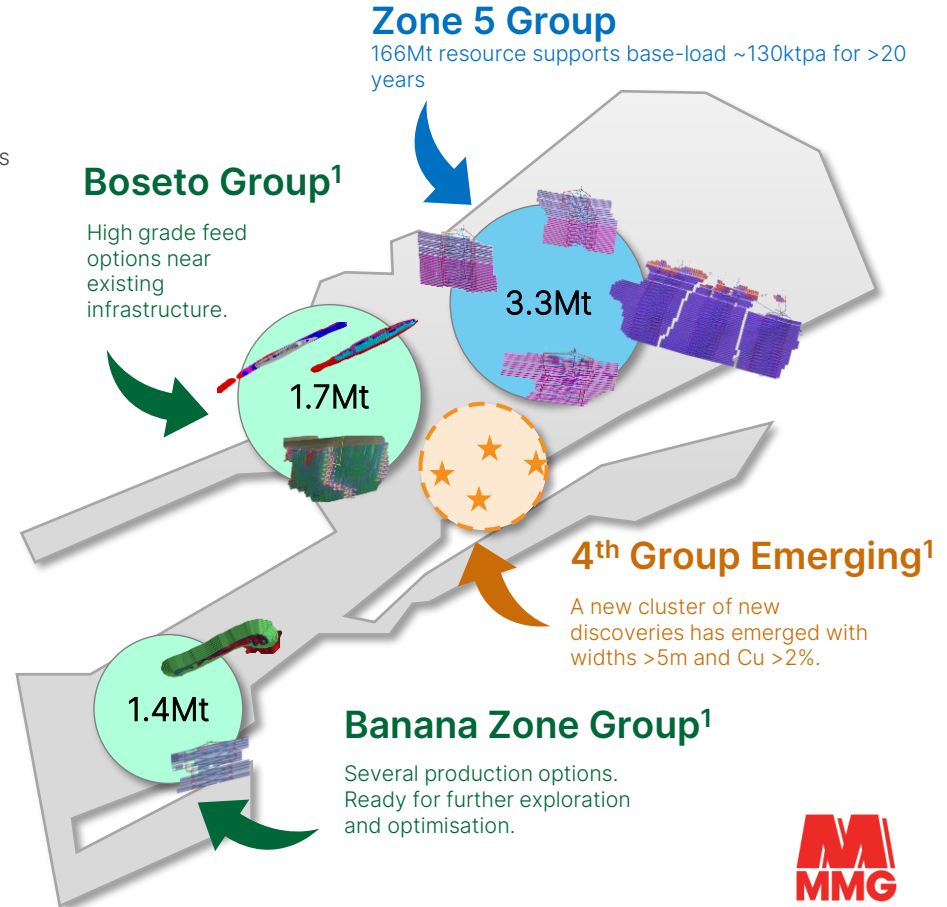 Zone 5 Group
166Mt resource supports base-load ~130ktpa for >20
years
s
Boseto Group¹
High grade feed
options near
existing
infrastructure.
3.3Mt
1.7Mt
4ᵗʰ Group Emerging¹
A new cluster of new
discoveries has emerged with
widths >5m and Cu >2%.
1.4Mt
Banana Zone Group¹
Several production options.
Ready for further exploration
and optimisation.
MMG